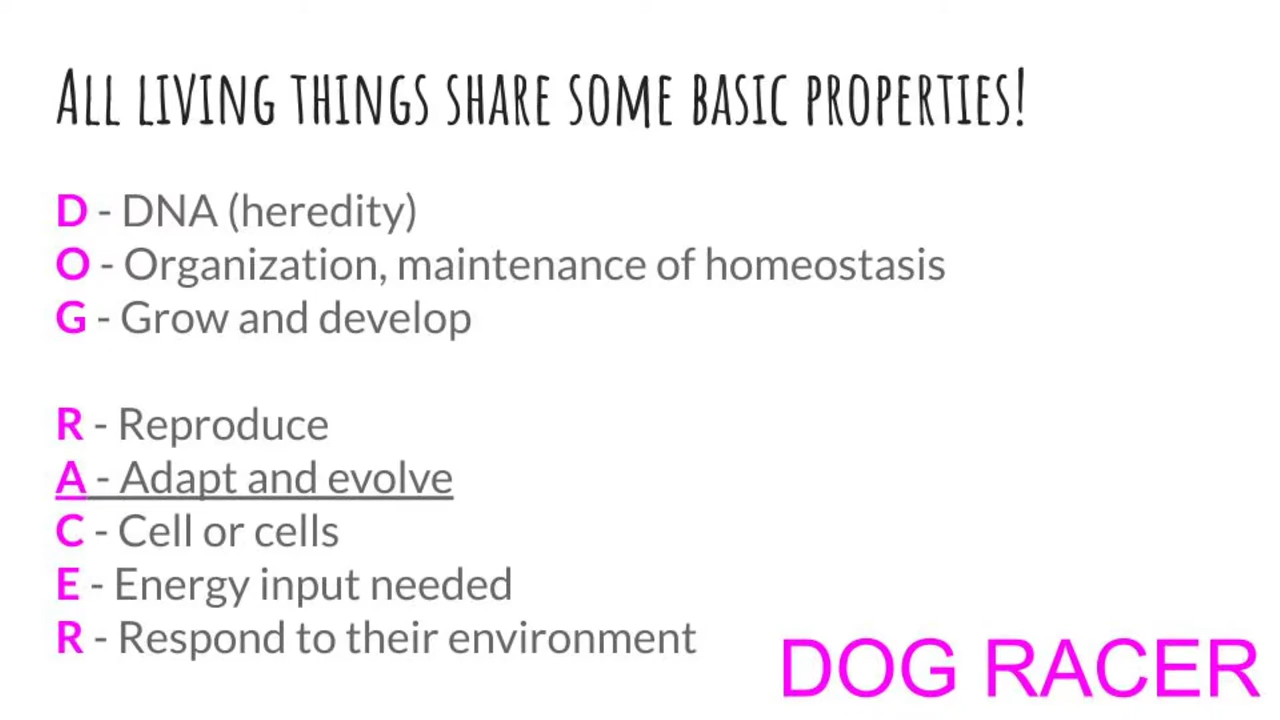 All living things share some basic properties!
D - DNA (heredity)
O - Organization, maintenance of homeostasis
G - Grow and develop
R - Reproduce
A - Adapt and evolve
C - Cell or cells
E - Energy input needed
R - Respond to their environment
DOG RACER